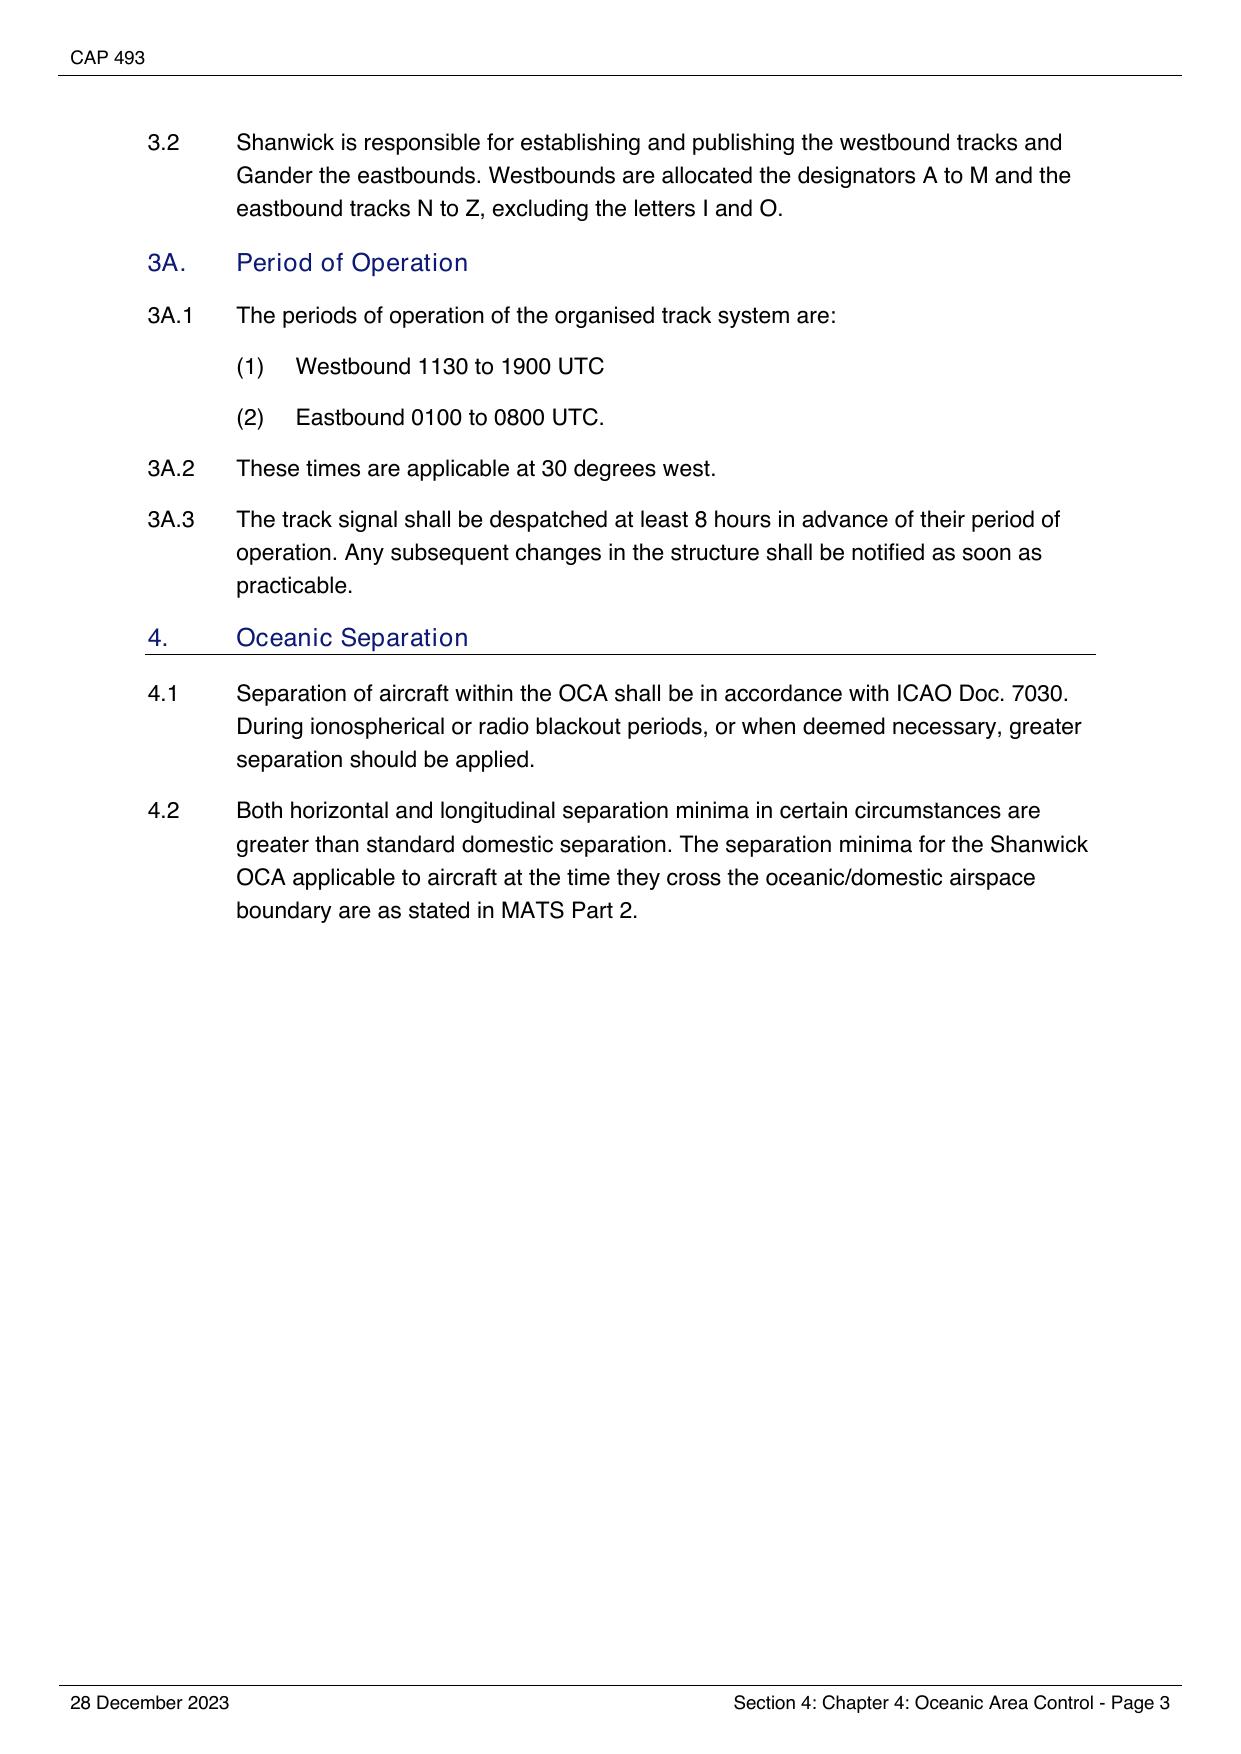 CAP 493
3.2 Shanwick is responsible for establishing and publishing the westbound tracks and
Gander the eastbounds. Westbounds are allocated the designators A to M and the
eastbound tracks N to Z, excluding the letters I and O.
3A. Period of Operation
3A.1 The periods of operation of the organised track system are:
(1) Westbound 1130 to 1900 UTC
(2) Eastbound 0100 to 0800 UTC.
3A.2 These times are applicable at 30 degrees west.
3A.3 The track signal shall be despatched at least 8 hours in advance of their period of
operation. Any subsequent changes in the structure shall be notified as soon as
practicable.
4. Oceanic Separation
4.1 Separation of aircraft within the OCA shall be in accordance with ICAO Doc. 7030.
During ionospherical or radio blackout periods, or when deemed necessary, greater
separation should be applied.
4.2 Both horizontal and longitudinal separation minima in certain circumstances are
greater than standard domestic separation. The separation minima for the Shanwick
OCA applicable to aircraft at the time they cross the oceanic/domestic airspace
boundary are as stated in MATS Part 2.
28 December 2023 Section 4: Chapter 4: Oceanic Area Control - Page 3